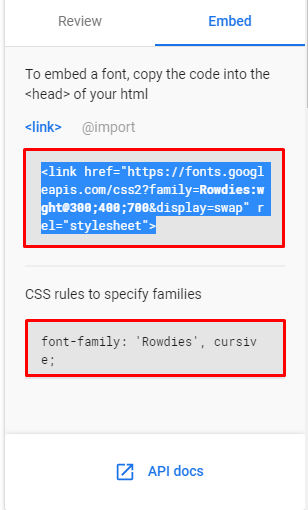 Review Embed
To embed a font, copy the code into the
<head> of your html
<link> @import
<link href="https://fonts.googl
eapis.com/css2?family=Rowdies:w
ght@300;400;700&display=swap" r
el="stylesheet">
CSS rules to specify families
font-family: 'Rowdies', cursiv
e;
API docs